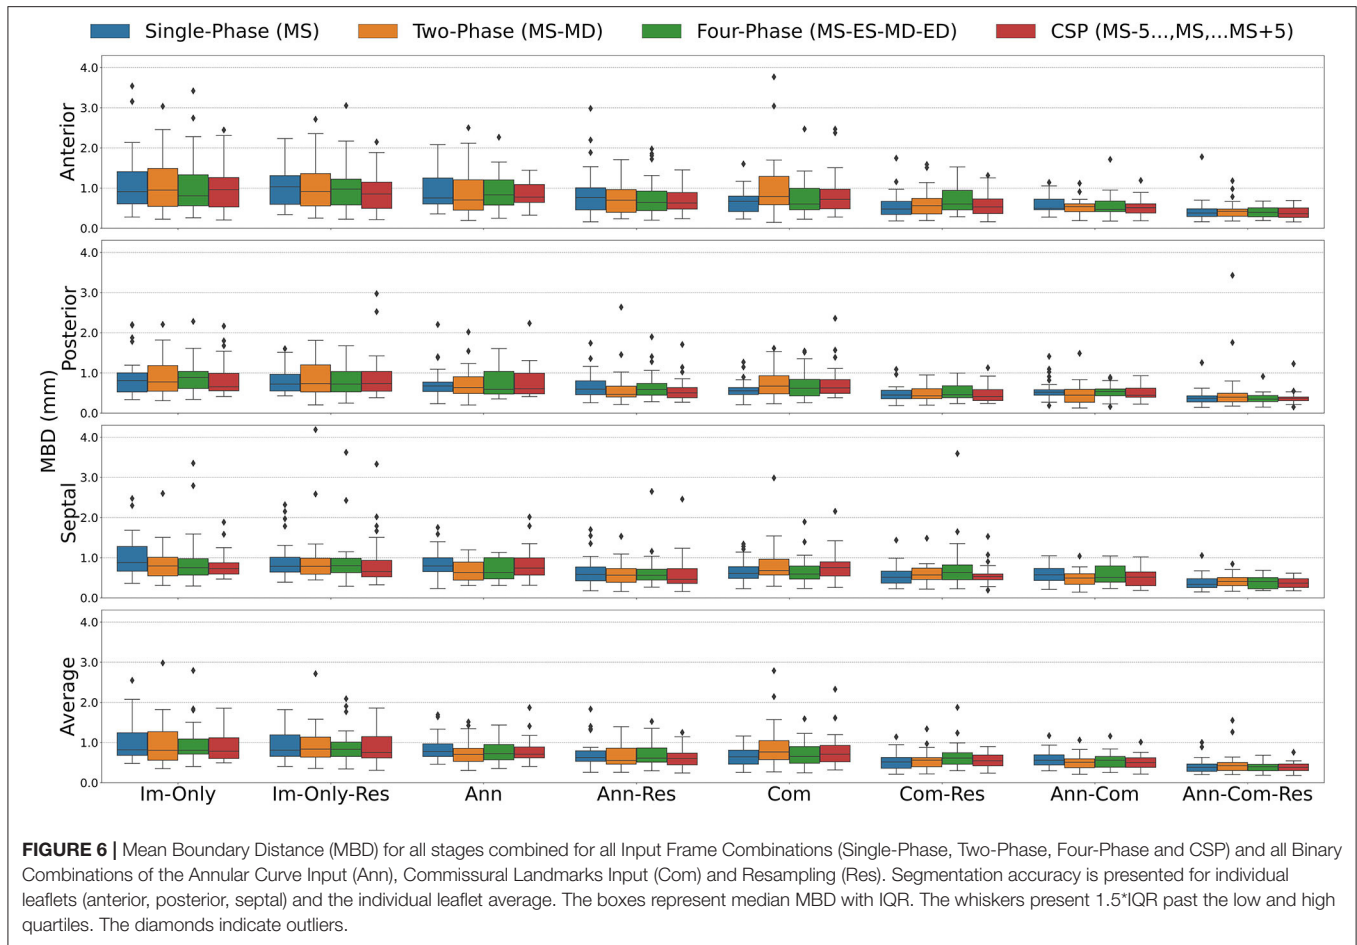 Single-Phase (MS) Two-Phase (MS-MD) Four-Phase (MS-ES-MD-ED) CSP (MS-5...,MS,...MS+5)
MBD (mm)
Anterior
4.0
3.0
2.0
1.0
0.0
Posterior
4.0
3.0
2.0
1.0
0.0
Septal
4.0
3.0
2.0
1.0
0.0
Average
4.0
3.0
2.0
1.0
0.0
Im-Only Im-Only-Res Ann Ann-Res Com Com-Res Ann-Com Ann-Com-Res
FIGURE 6 | Mean Boundary Distance (MBD) for all stages combined for all Input Frame Combinations (Single-Phase, Two-Phase, Four-Phase and CSP) and all Binary
Combinations of the Annular Curve Input (Ann), Commissural Landmarks Input (Com) and Resampling (Res). Segmentation accuracy is presented for individual
leaflets (anterior, posterior, septal) and the individual leaflet average. The boxes represent median MBD with IQR. The whiskers present 1.5*IQR past the low and high
quartiles. The diamonds indicate outliers.